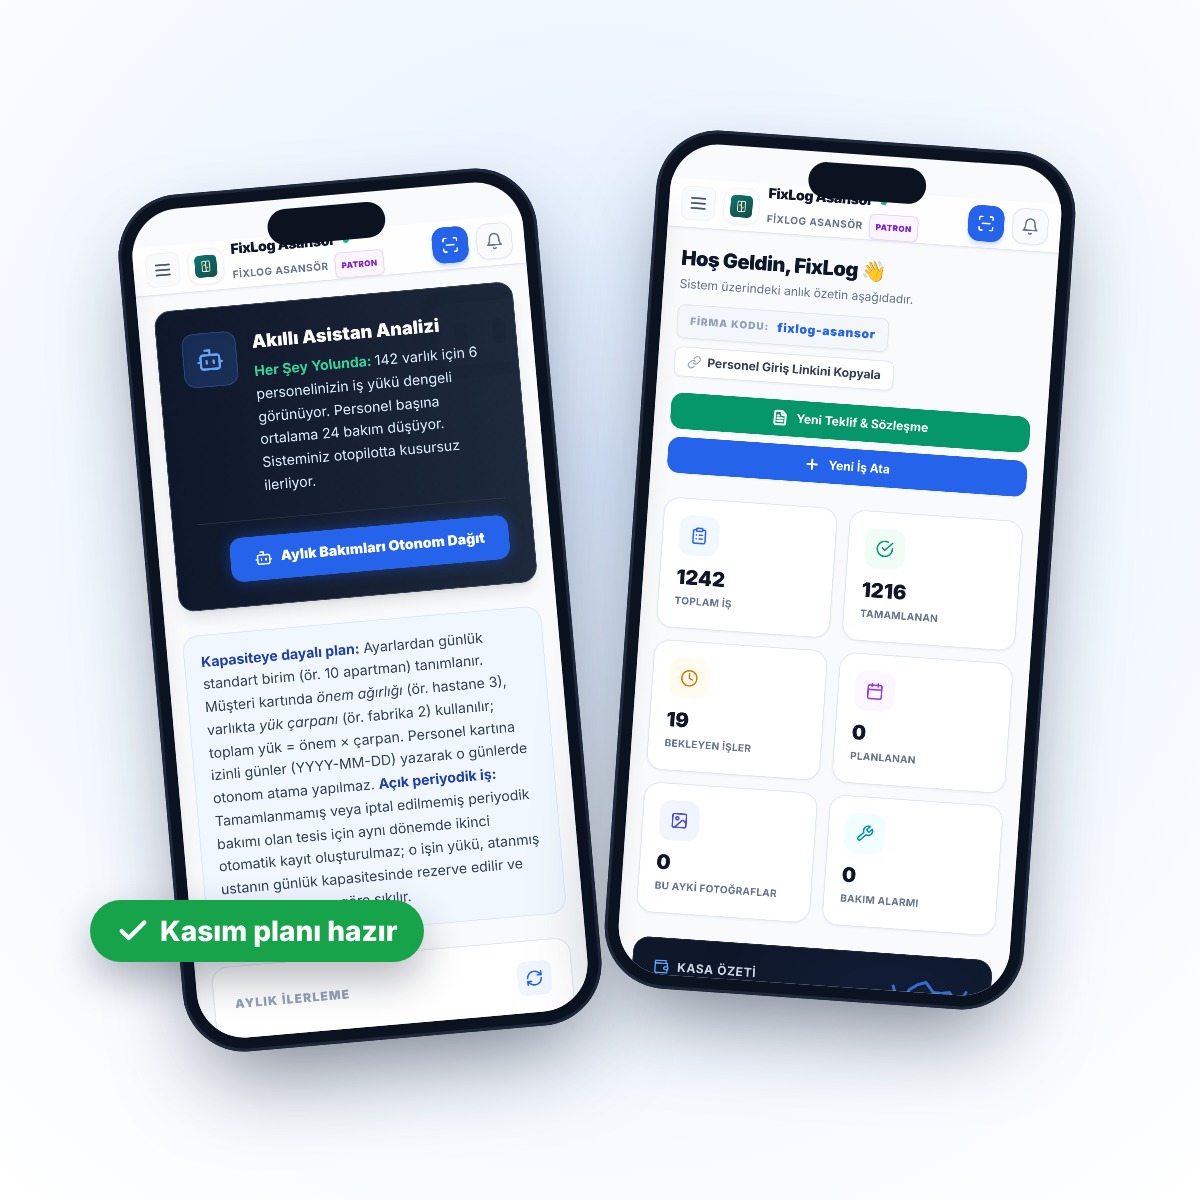 FixLog Asansör
FİXLOG ASANSÖR
PATRON
Akıllı Asistan Analizi
Her Şey Yolunda: 142 varlık için 6
personelinizin iş yükü dengeli
görünüyor. Personel başına
ortalama 24 bakım düşüyor.
Sisteminiz otopilotta kusursuz
ilerliyor.
Aylık Bakımları Otonom Dağıt
Kapasiteye dayalı plan: Ayarlardan günlük
standart birim (ör. 10 apartman) tanımlanır.
Müşteri kartında önem ağırlığı (ör. hastane 3),
varlıkta yük çarpanı (ör. fabrika 2) kullanılır;
toplam yük = önem × çarpan. Personel kartına
izinli günler (YYYY-MM-DD) yazarak o günlerde
otonom atama yapılmaz. Açık periyodik iş:
Tamamlanmamış veya iptal edilmemiş periyodik
bakımı olan tesis için aynı dönemde ikinci
otomatik kayıt oluşturulmaz; o işin yükü, atanmış
ustanın günlük kapasitesinde rezerve edilir ve
göre sıkılır.
Kasım planı hazır
AYLIK İLERLEME
FixLog Asansör
FİXLOG ASANSÖR
PATRON
Hoş Geldin, FixLog 👋
Sistem üzerindeki anlık özetin aşağıdadır.
FİRMA KODU: fixlog-asansor
Personel Giriş Linkini Kopyala
Yeni Teklif & Sözleşme
Yeni İş Ata
1242
TOPLAM İŞ
1216
TAMAMLANAN
19
BEKLEYEN İŞLER
0
PLANLANAN
0
BU AYKİ FOTOĞRAFLAR
0
BAKIM ALARMI
KASA ÖZETİ